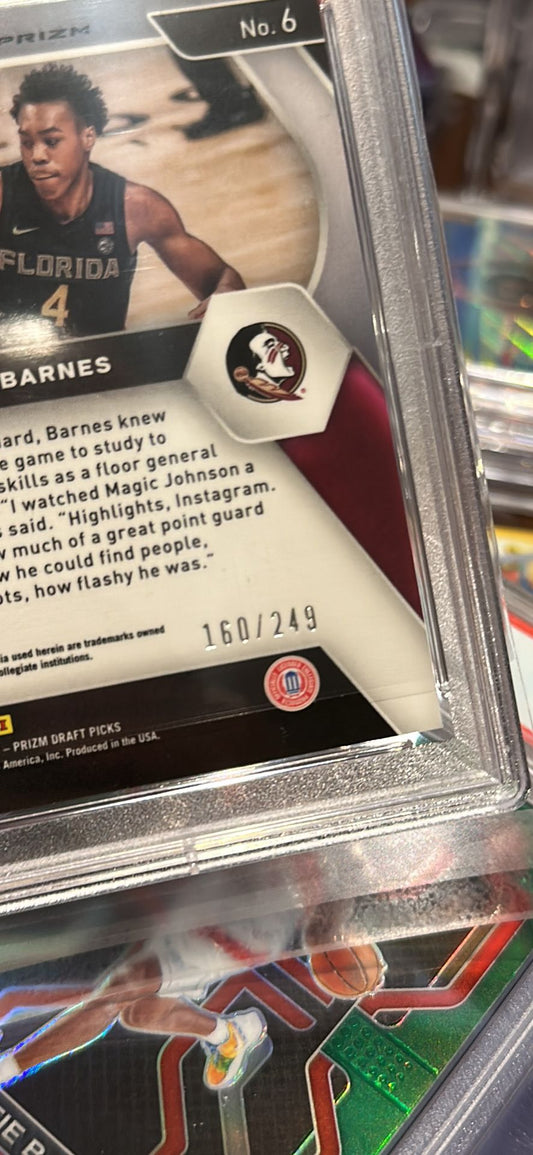 PRIZM
No. 6
FLORIDA
4
BARNES
ard, Barnes knew
e game to study to
skills as a floor general
"I watched Magic Johnson a
s said. "Highlights, Instagram.
w much of a great point guard
w he could find people,
ots, how flashy he was."
ia used herein are trademarks owned
ollegiate institutions.
160/249
– PRIZM DRAFT PICKS
America, Inc. Produced in the USA.